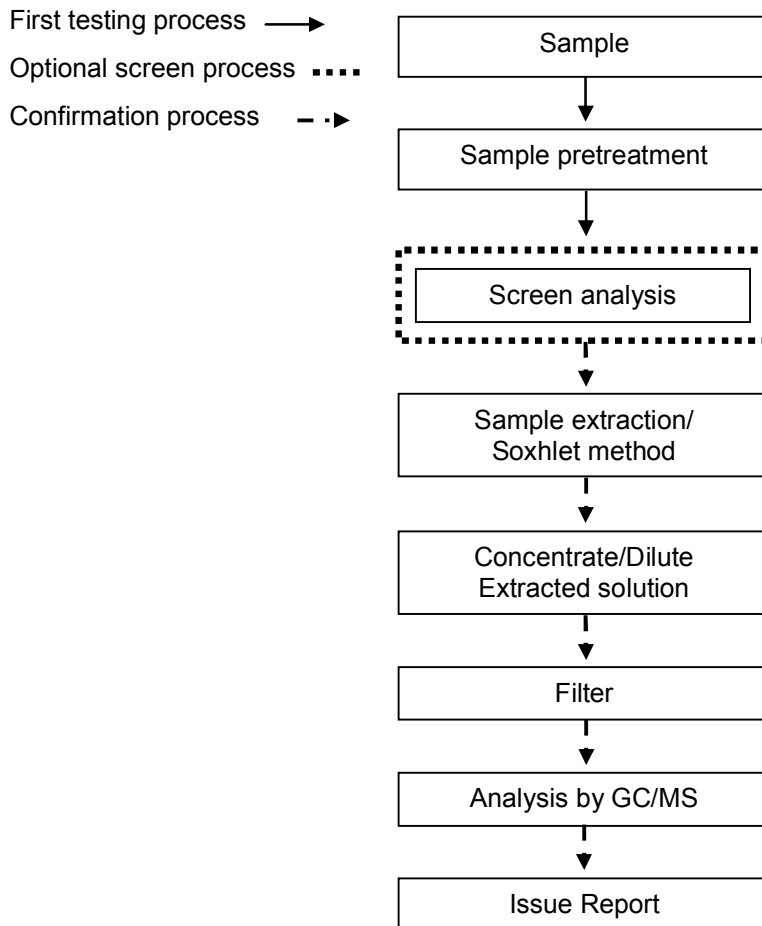 First testing process
Optional screen process
Confirmation process
Sample
Sample pretreatment
Screen analysis
Sample extraction/
Soxhlet method
Concentrate/Dilute
Extracted solution
Filter
Analysis by GC/MS
Issue Report